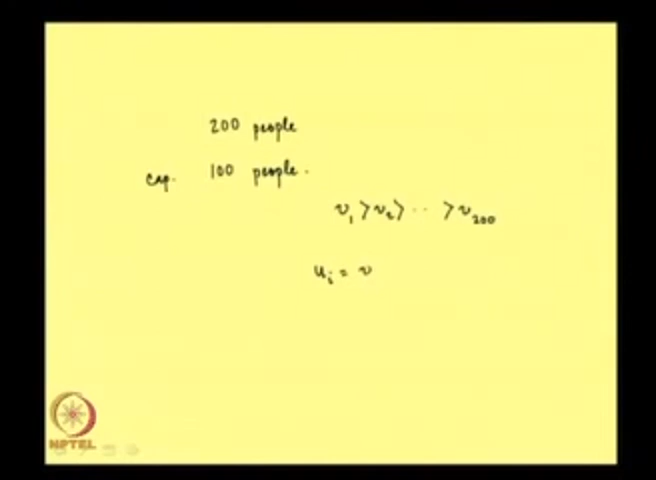 200 people
cap. 100 people.
v₁ > v₂ > ·· > v₂₀₀
uᵢ = v
NPTEL